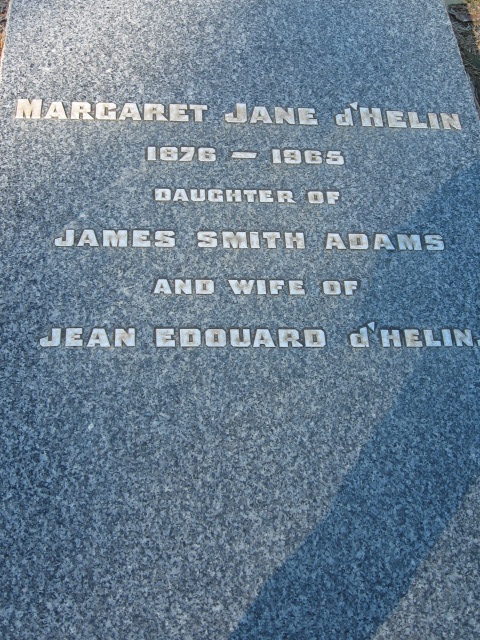 MARGARET JANE d'HELIN
1876 — 1965
DAUGHTER OF
JAMES SMITH ADAMS
AND WIFE OF
JEAN EDOUARD d'HELIN.